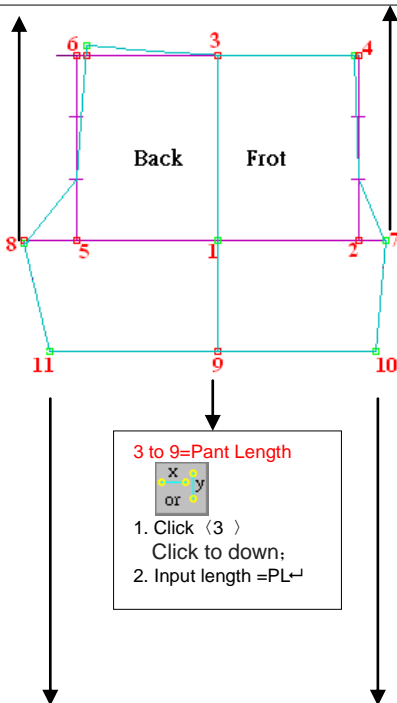 6 3 4
Back Frot
8 5 1 2 7
11 9 10
3 to 9=Pant Length
x
y
or
1. Click〈3 〉
Click to down;
2. Input length =PL↵